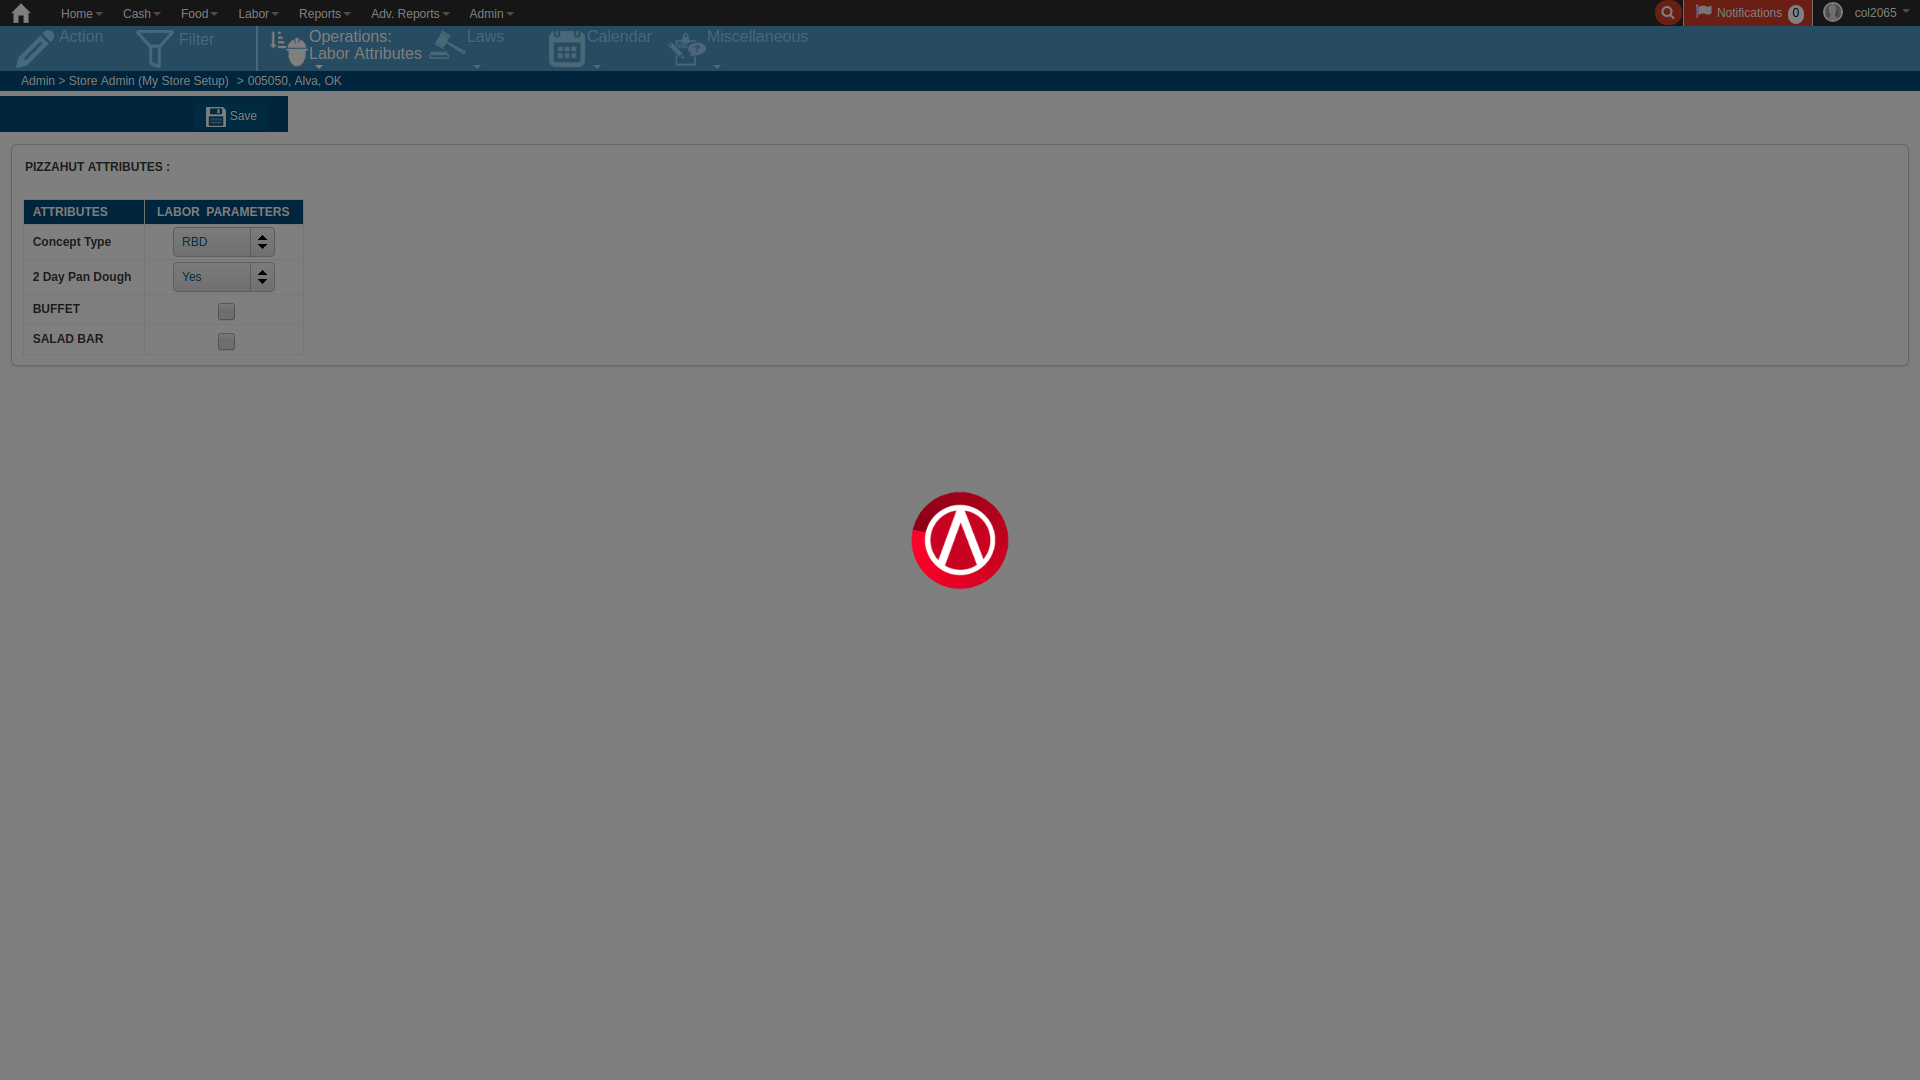 Home Cash Food Labor Reports Adv. Reports Admin Notifications 0 col2065
Action Filter Operations: Laws Calendar Miscellaneous
Labor Attributes
Admin > Store Admin (My Store Setup) > 005050, Alva, OK
Save
PIZZAHUT ATTRIBUTES :
ATTRIBUTES LABOR PARAMETERS
Concept Type RBD
2 Day Pan Dough Yes
BUFFET
SALAD BAR